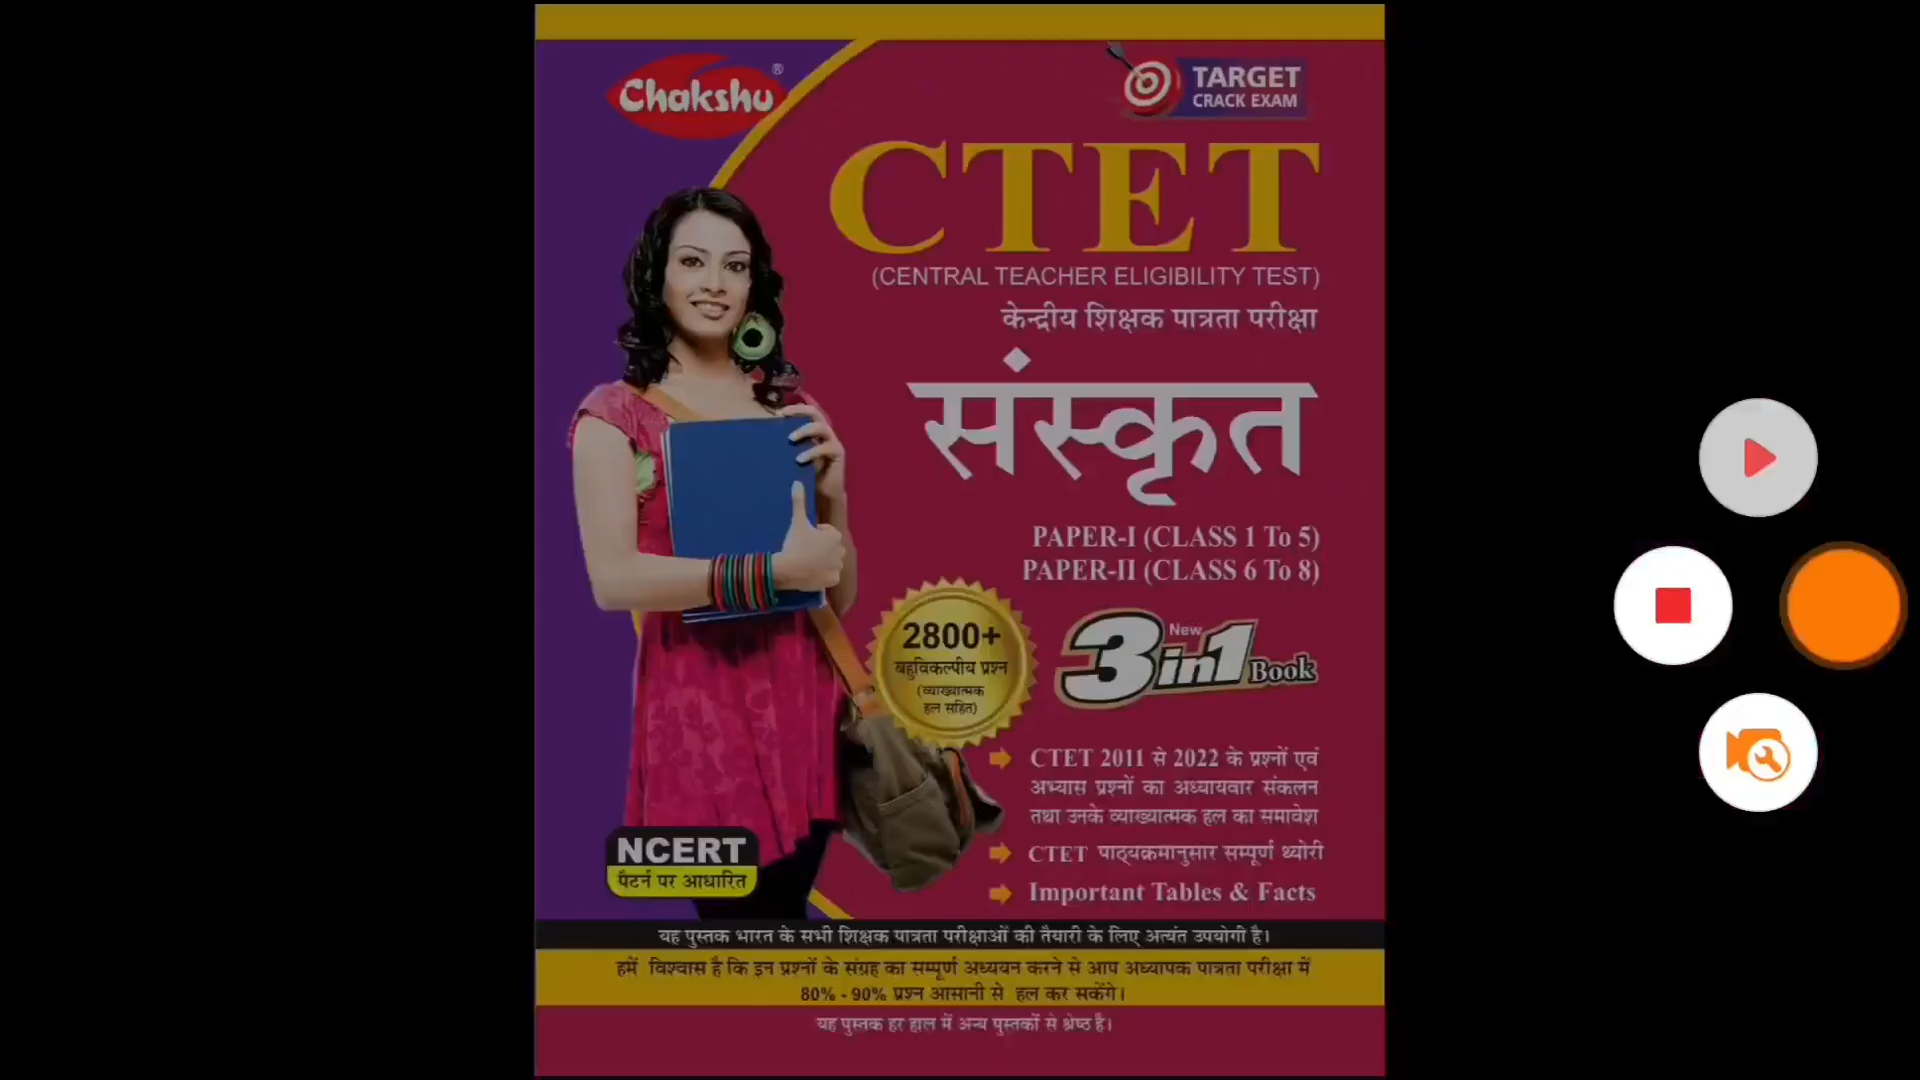 Chakshu®
TARGET
CRACK EXAM
CTET
(CENTRAL TEACHER ELIGIBILITY TEST)
केन्द्रीय शिक्षक पात्रता परीक्षा
संस्कृत
PAPER-I (CLASS 1 To 5)
PAPER-II (CLASS 6 To 8)
2800+
बहुविकल्पीय प्रश्न
(व्याख्यात्मक
हल सहित)
New
3in1 Book
CTET 2011 से 2022 के प्रश्नों एवं
अभ्यास प्रश्नों का अध्यायवार संकलन
तथा उनके व्याख्यात्मक हल का समावेश
CTET पाठ्यक्रमानुसार सम्पूर्ण थ्योरी
Important Tables & Facts
NCERT
पैटर्न पर आधारित
यह पुस्तक भारत के सभी शिक्षक पात्रता परीक्षाओं की तैयारी के लिए अत्यंत उपयोगी है।
हमें विश्वास है कि इन प्रश्नों के संग्रह का सम्पूर्ण अध्ययन करने से आप अध्यापक पात्रता परीक्षा में
80% - 90% प्रश्न आसानी से हल कर सकेंगे।
यह पुस्तक हर हाल में अन्य पुस्तकों से श्रेष्ठ है।